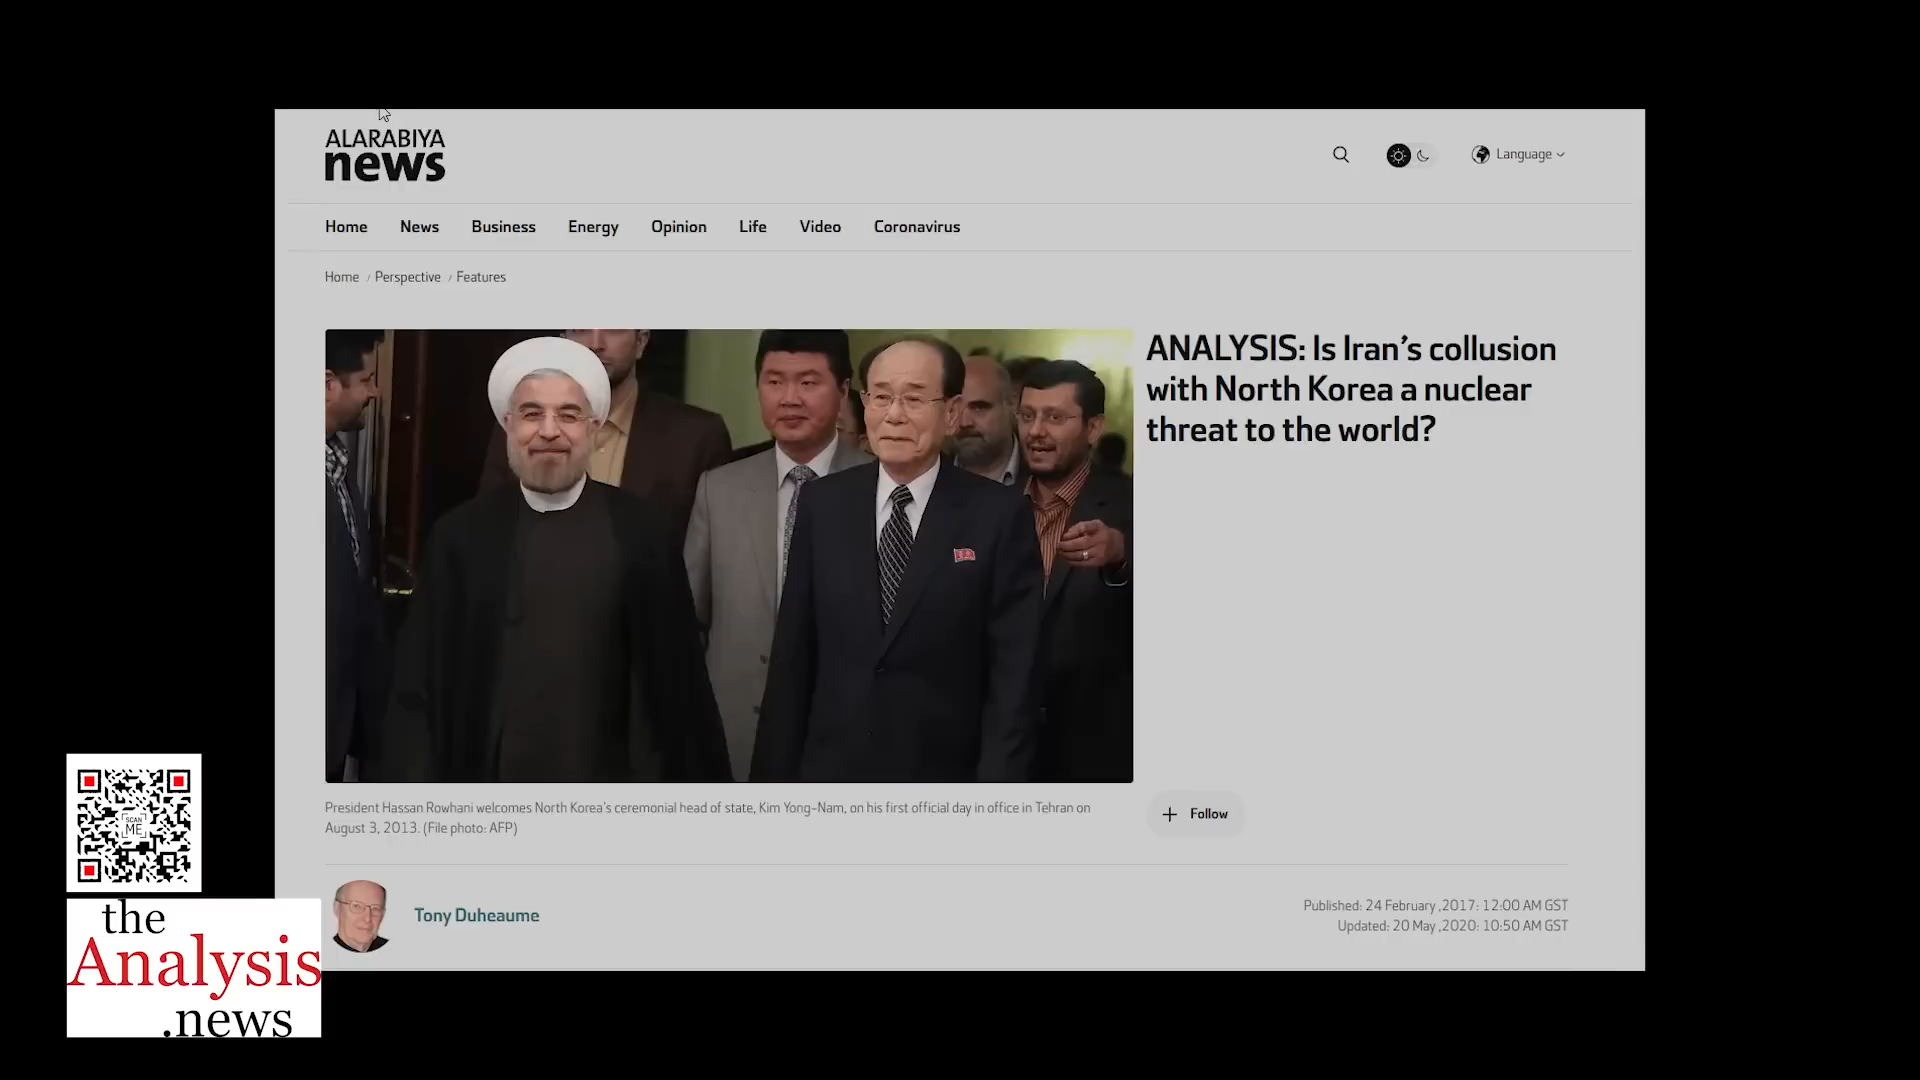 ALARABIYA
news
Language
Home News Business Energy Opinion Life Video Coronavirus
Home / Perspective / Features
ANALYSIS: Is Iran’s collusion
with North Korea a nuclear
threat to the world?
President Hassan Rowhani welcomes North Korea’s ceremonial head of state, Kim Yong-Nam, on his first official day in office in Tehran on
August 3, 2013. (File photo: AFP)
+ Follow
Tony Duheaume
Published: 24 February ,2017: 12:00 AM GST
Updated: 20 May ,2020: 10:50 AM GST
SCAN
ME
the
Analysis
.news